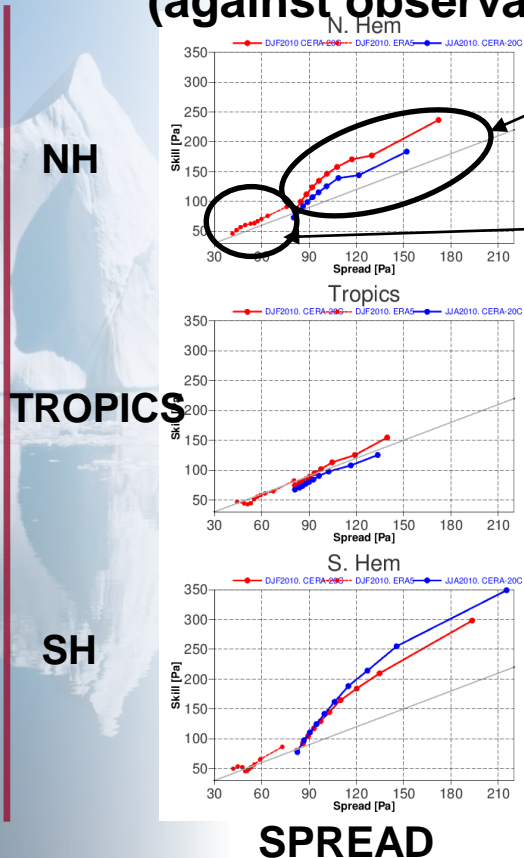 (against observa
N. Hem
DJF2010 CERA-20C DJF2010. ERA5 JJA2010. CERA-20C
350
300
250
200
150
100
50
Skill [Pa]
30 60 90 120 150 180 210
Spread [Pa]
NH
Tropics
DJF2010. CERA-20C DJF2010. ERA5 JJA2010. CERA-20C
350
300
250
200
150
100
50
Skill [Pa]
30 60 90 120 150 180 210
Spread [Pa]
TROPICS
S. Hem
DJF2010. CERA-20C DJF2010. ERA5 JJA2010. CERA-20C
350
300
250
200
150
100
50
Skill [Pa]
30 60 90 120 150 180 210
Spread [Pa]
SH
SPREAD